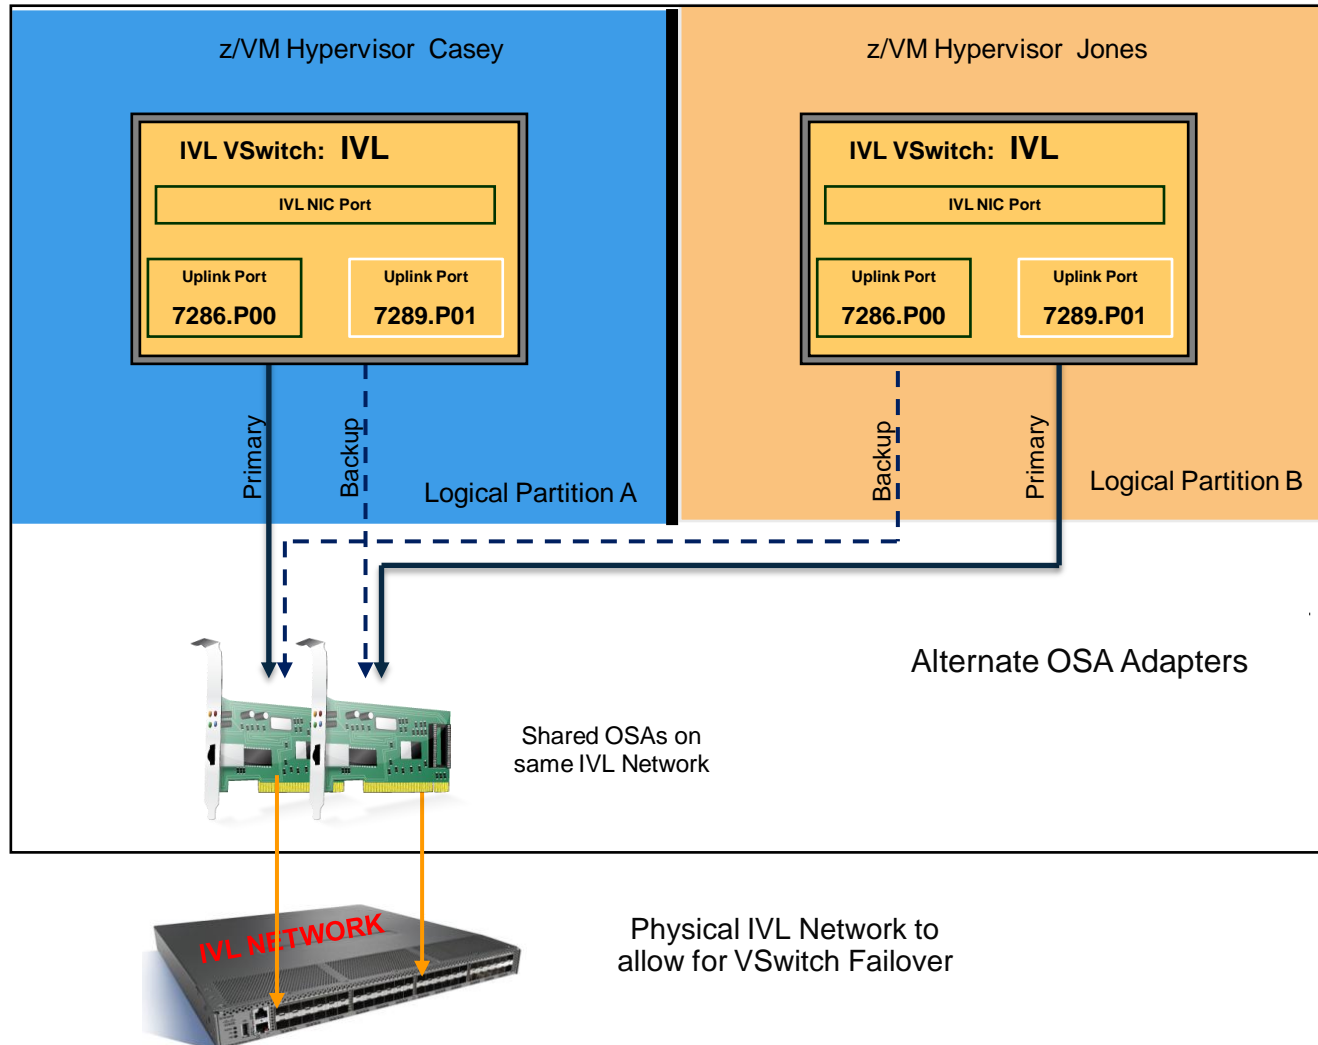 z/VM Hypervisor Casey
z/VM Hypervisor Jones
IVL VSwitch: IVL
IVL NIC Port
Uplink Port
7286.P00
Uplink Port
7289.P01
IVL VSwitch: IVL
IVL NIC Port
Uplink Port
7286.P00
Uplink Port
7289.P01
Primary
Backup
Logical Partition A
Backup
Primary
Logical Partition B
Alternate OSA Adapters
Shared OSAs on
same IVL Network
IVL NETWORK
Physical IVL Network to
allow for VSwitch Failover